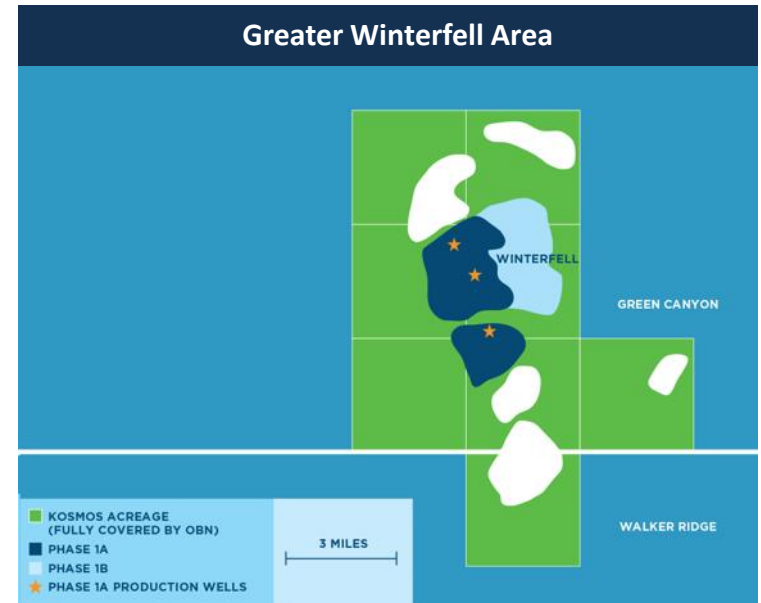 Greater Winterfell Area
WINTERFELL
GREEN CANYON
WALKER RIDGE
KOSMOS ACREAGE
(FULLY COVERED BY OBN)
PHASE 1A
PHASE 1B
PHASE 1A PRODUCTION WELLS
3 MILES